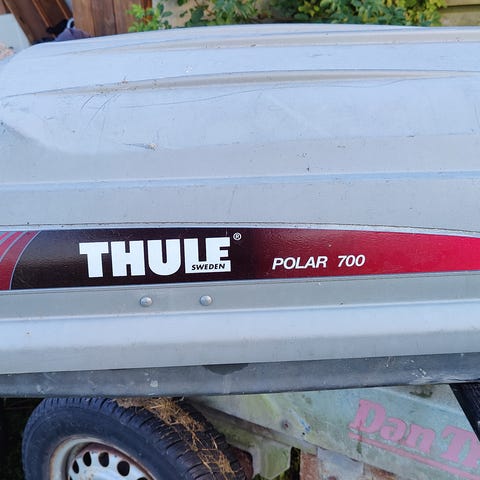 THULE®
SWEDEN
POLAR 700
Dan